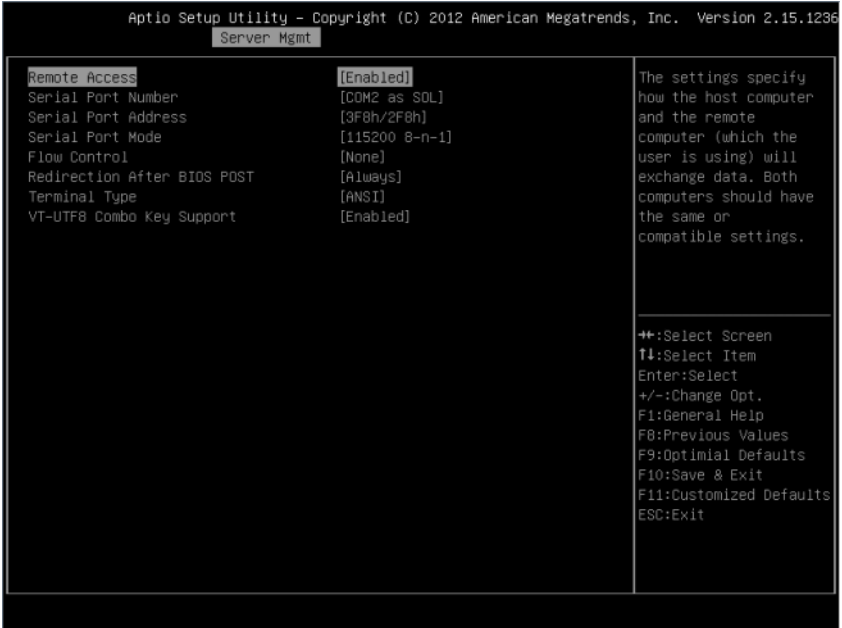 Aptio Setup Utility – Copyright (C) 2012 American Megatrends, Inc. Version 2.15.1236
Server Mgmt
Remote Access [Enabled]
Serial Port Number [COM2 as SOL]
Serial Port Address [3F8h/2F8h]
Serial Port Mode [115200 8-n-1]
Flow Control [None]
Redirection After BIOS POST [Always]
Terminal Type [ANSI]
VT-UTF8 Combo Key Support [Enabled]
The settings specify
how the host computer
and the remote
computer (which the
user is using) will
exchange data. Both
computers should have
the same or
compatible settings.
→←:Select Screen
↑↓:Select Item
Enter:Select
+/-:Change Opt.
F1:General Help
F8:Previous Values
F9:Optimial Defaults
F10:Save & Exit
F11:Customized Defaults
ESC:Exit